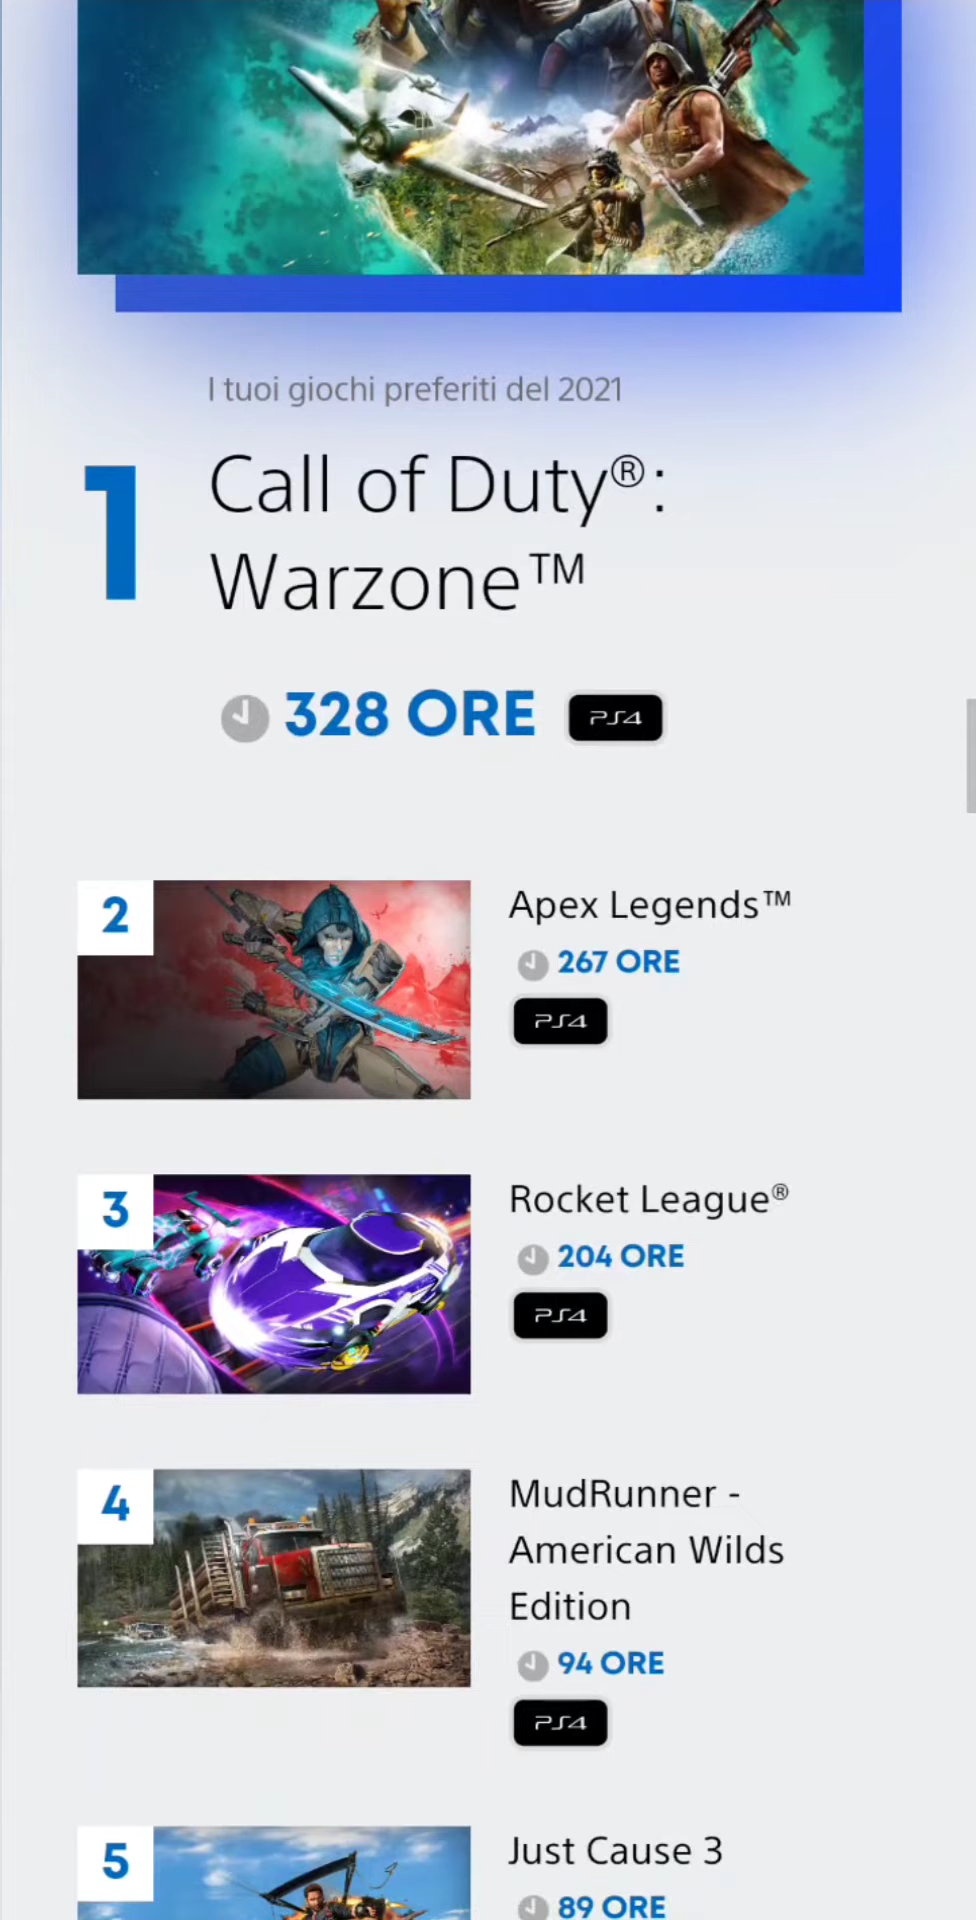 I tuoi giochi preferiti del 2021
1
Call of Duty®:
Warzone™
328 ORE PS4
2
Apex Legends™
267 ORE
PS4
3
Rocket League®
204 ORE
PS4
4
MudRunner -
American Wilds
Edition
94 ORE
PS4
5
Just Cause 3
89 ORE